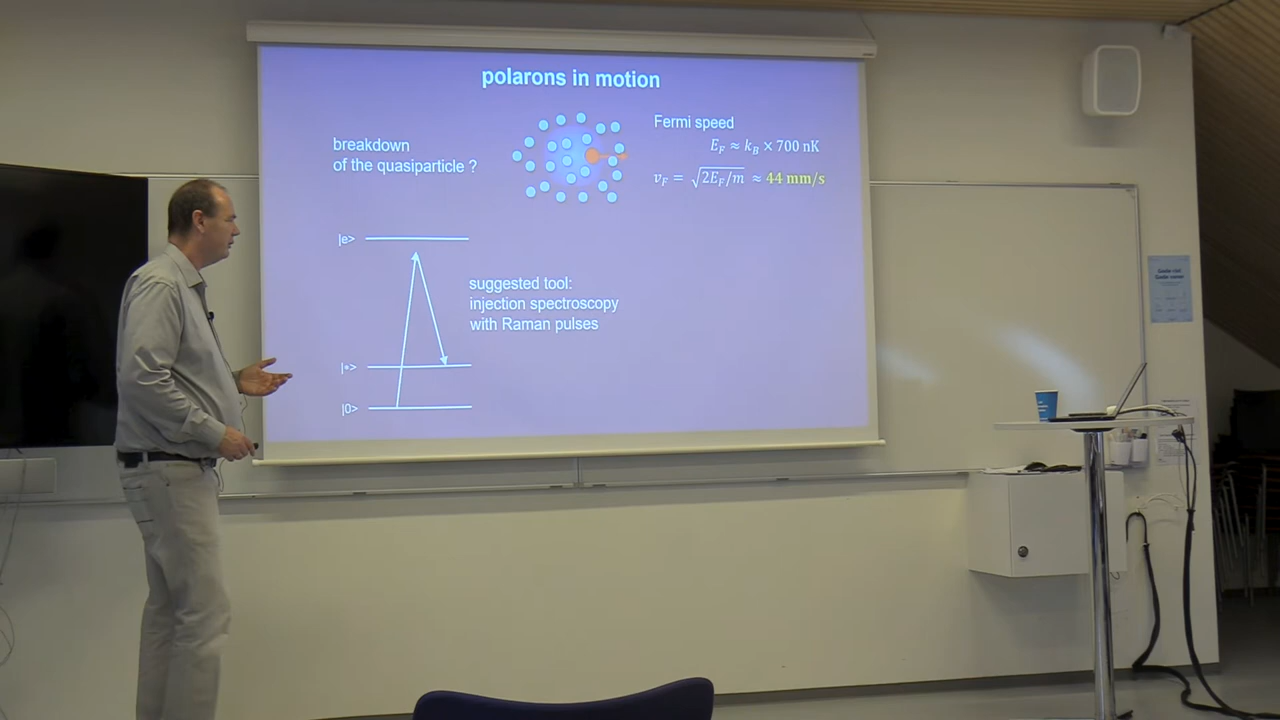 polarons in motion
breakdown
of the quasiparticle ?
Fermi speed
E_F ≈ k_B × 700 nK
v_F = √2E_F/m ≈ 44 mm/s
|e>
suggested tool:
injection spectroscopy
with Raman pulses
|∗>
|0>